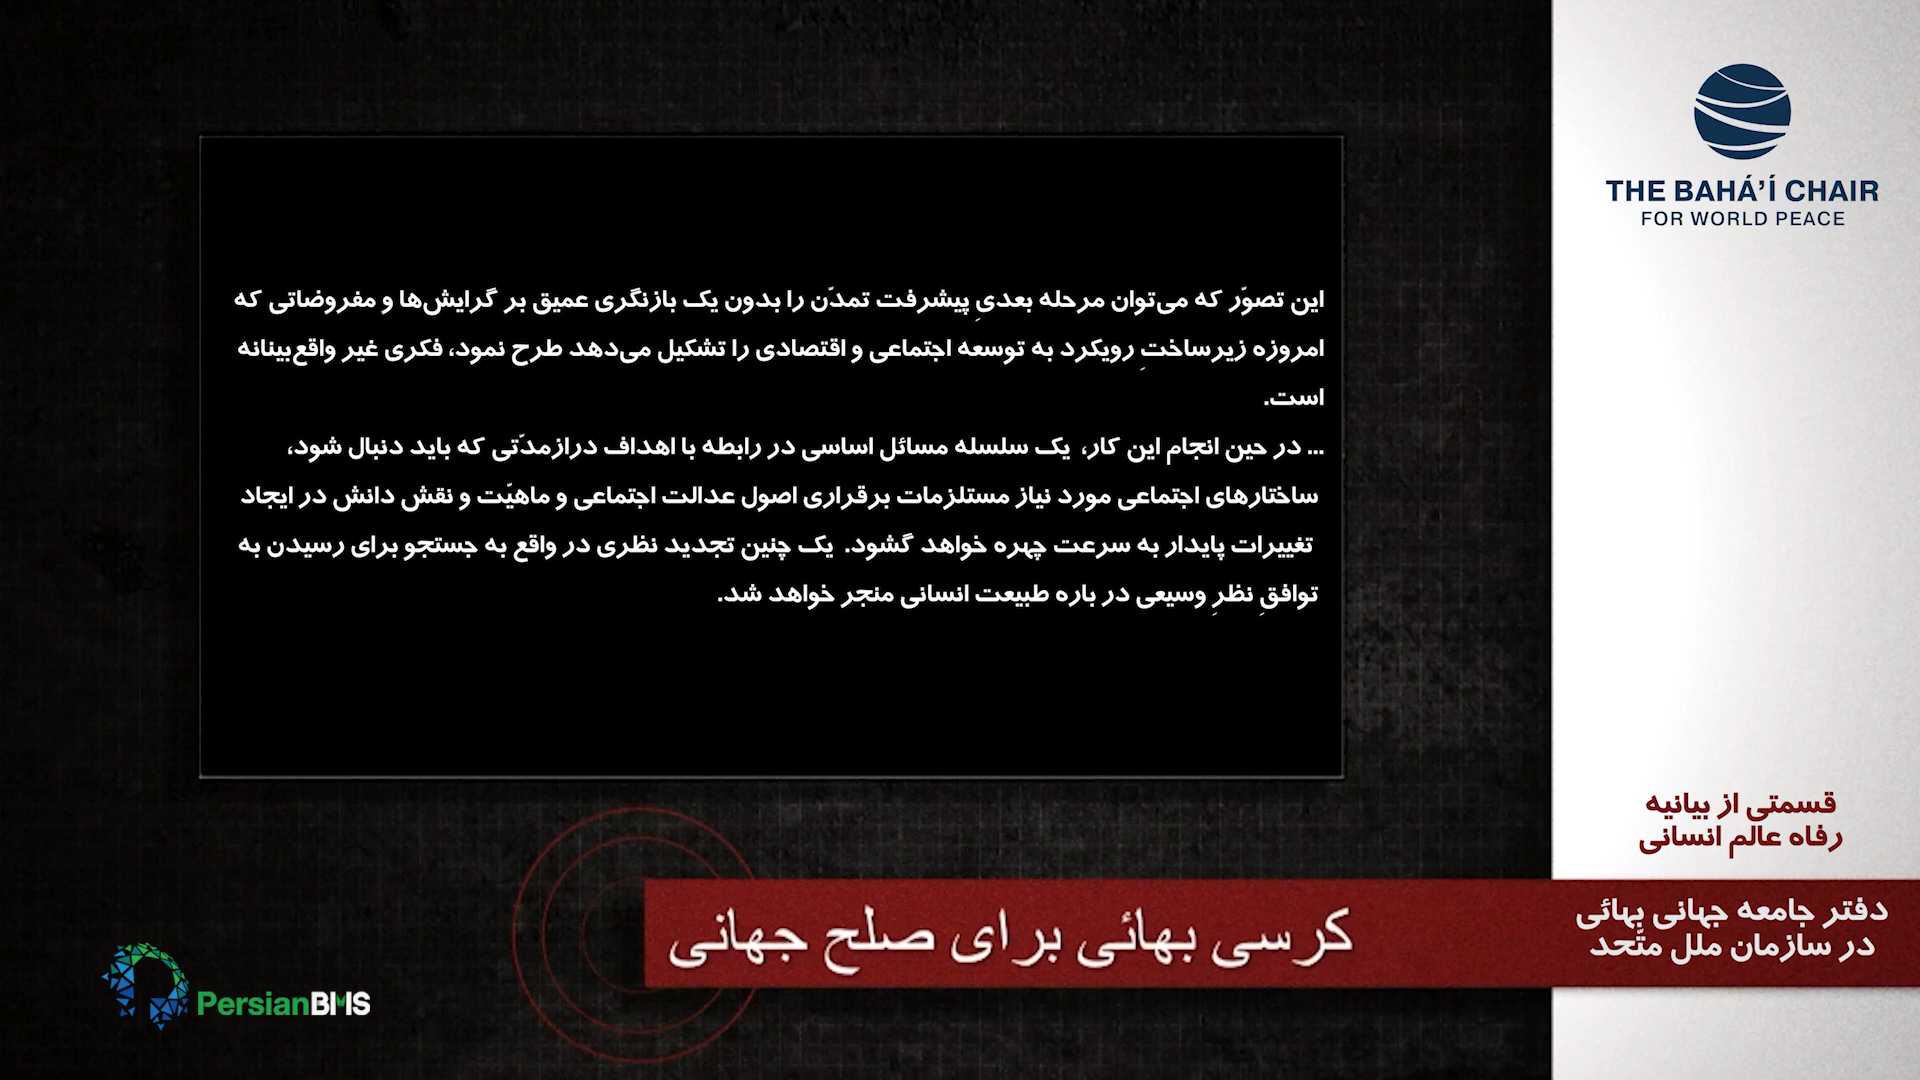 THE BAHÁ’Í CHAIR
FOR WORLD PEACE
این تصوّر که می‌توان مرحله بعدیِ پیشرفت تمدّن را بدون یک بازنگری عمیق بر گرایش‌ها و مفروضاتی که
امروزه زیرساختِ رویکرد به توسعه اجتماعی و اقتصادی را تشکیل می‌دهد طرح نمود، فکری غیر واقع‌بینانه
است.
... در حین انجام این کار، یک سلسله مسائل اساسی در رابطه با اهداف درازمدّتی که باید دنبال شود،
ساختارهای اجتماعی مورد نیاز مستلزمات برقراری اصول عدالت اجتماعی و ماهیّت و نقش دانش در ایجاد
تغییرات پایدار به سرعت چهره خواهد گشود. یک چنین تجدید نظری در واقع به جستجو برای رسیدن به
توافقِ نظرِ وسیعی در باره طبیعت انسانی منجر خواهد شد.
قسمتی از بیانیه
رفاه عالم انسانی
دفتر جامعه جهانی بهائی
در سازمان ملل متّحد
کرسی بهائی برای صلح جهانی
PersianBMS